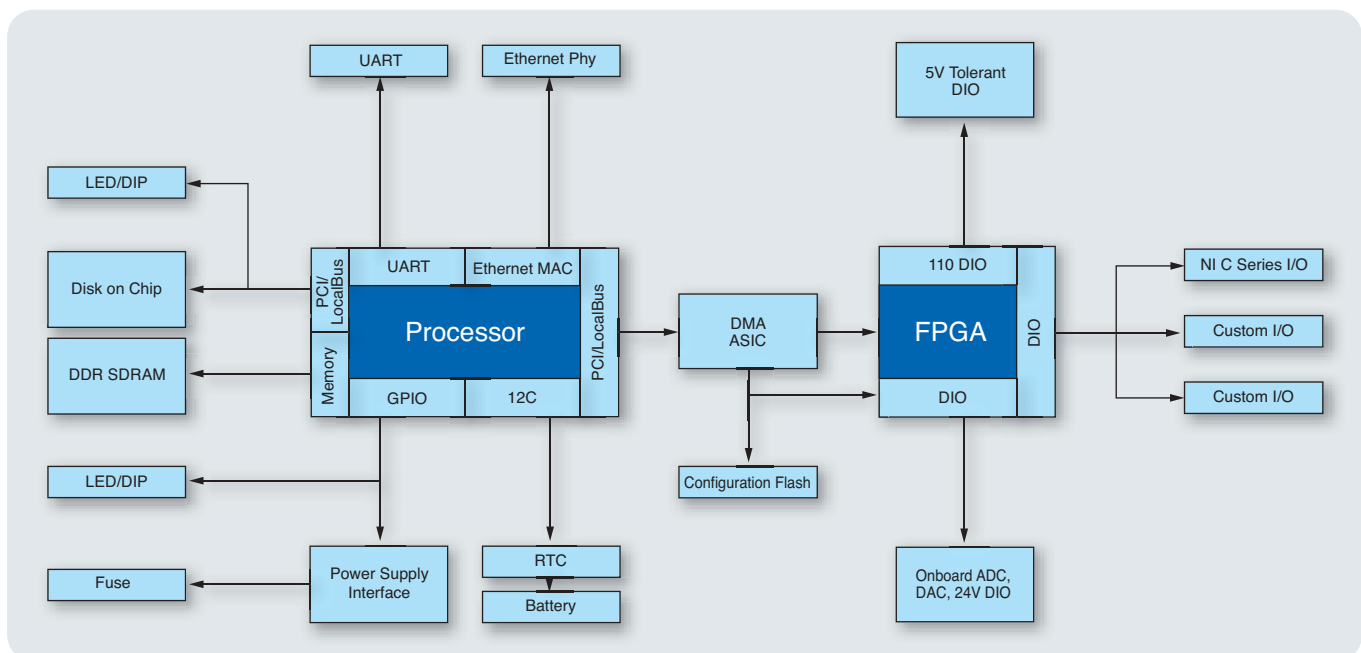 UART
Ethernet Phy
5V Tolerant
DIO
LED/DIP
Disk on Chip
DDR SDRAM
LED/DIP
Fuse
PCI/
LocalBus
Memory
UART
Ethernet MAC
Processor
GPIO
12C
PCI/LocalBus
Power Supply
Interface
RTC
Battery
DMA
ASIC
Configuration Flash
110 DIO
FPGA
DIO
DIO
Onboard ADC,
DAC, 24V DIO
NI C Series I/O
Custom I/O
Custom I/O